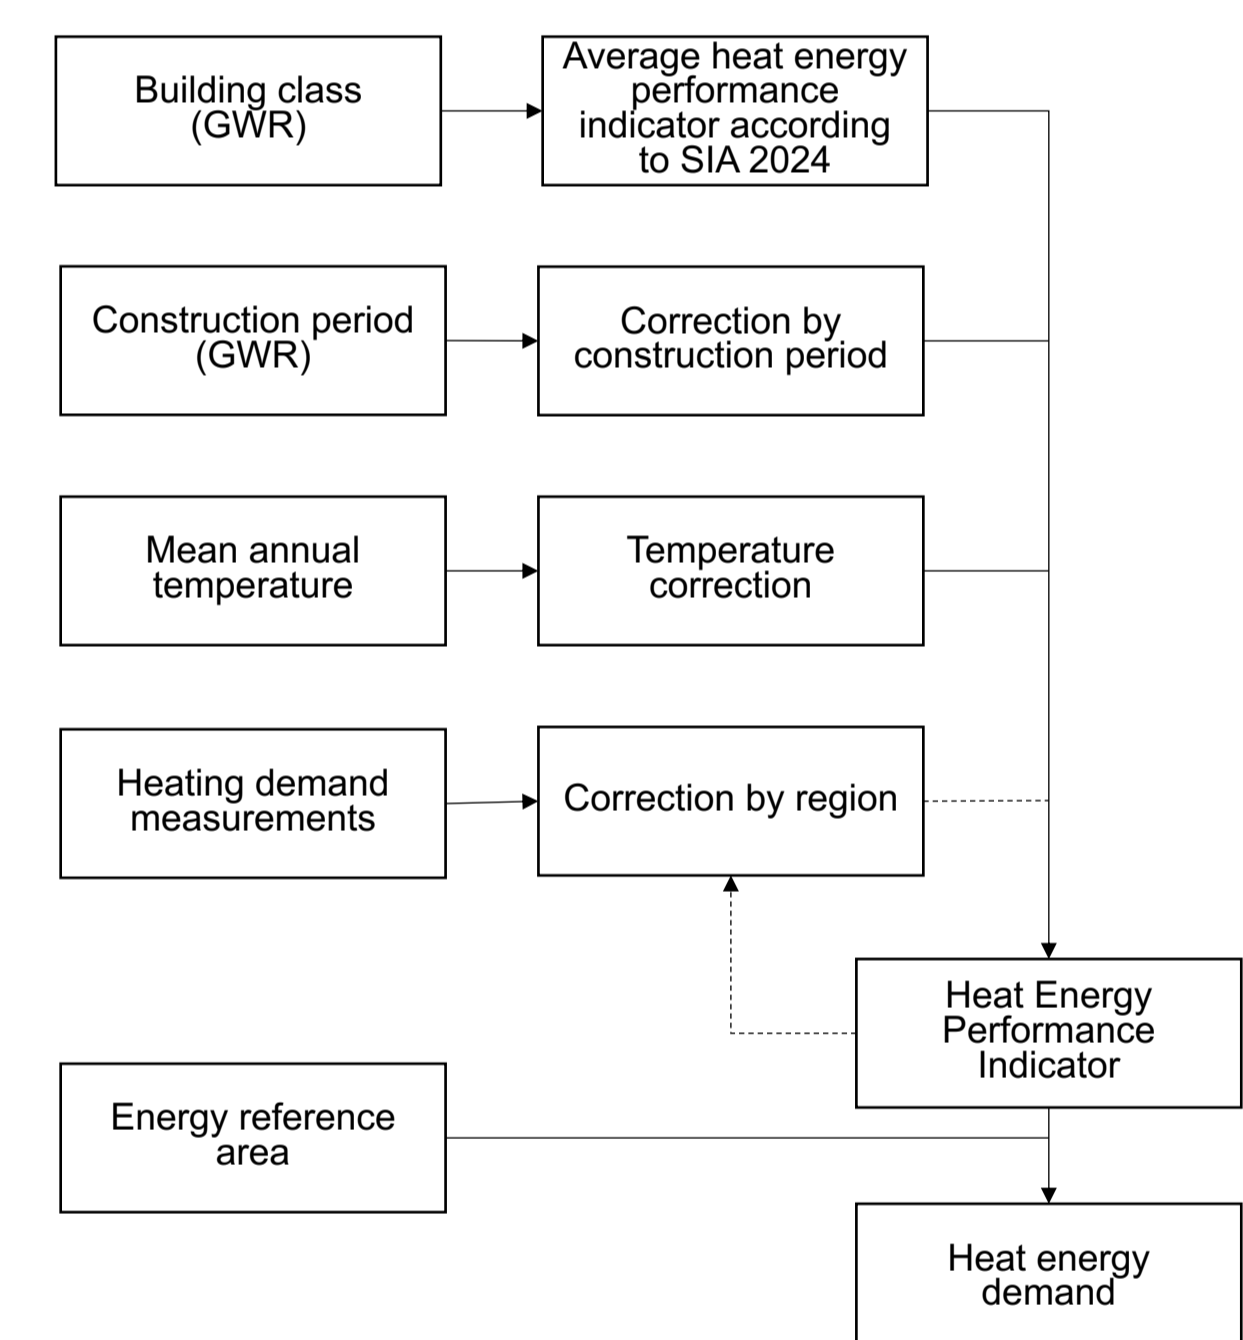 Building class
(GWR)
Average heat energy
performance
indicator according
to SIA 2024
Construction period
(GWR)
Correction by
construction period
Mean annual
temperature
Temperature
correction
Heating demand
measurements
Correction by region
Heat Energy
Performance
Indicator
Energy reference
area
Heat energy
demand